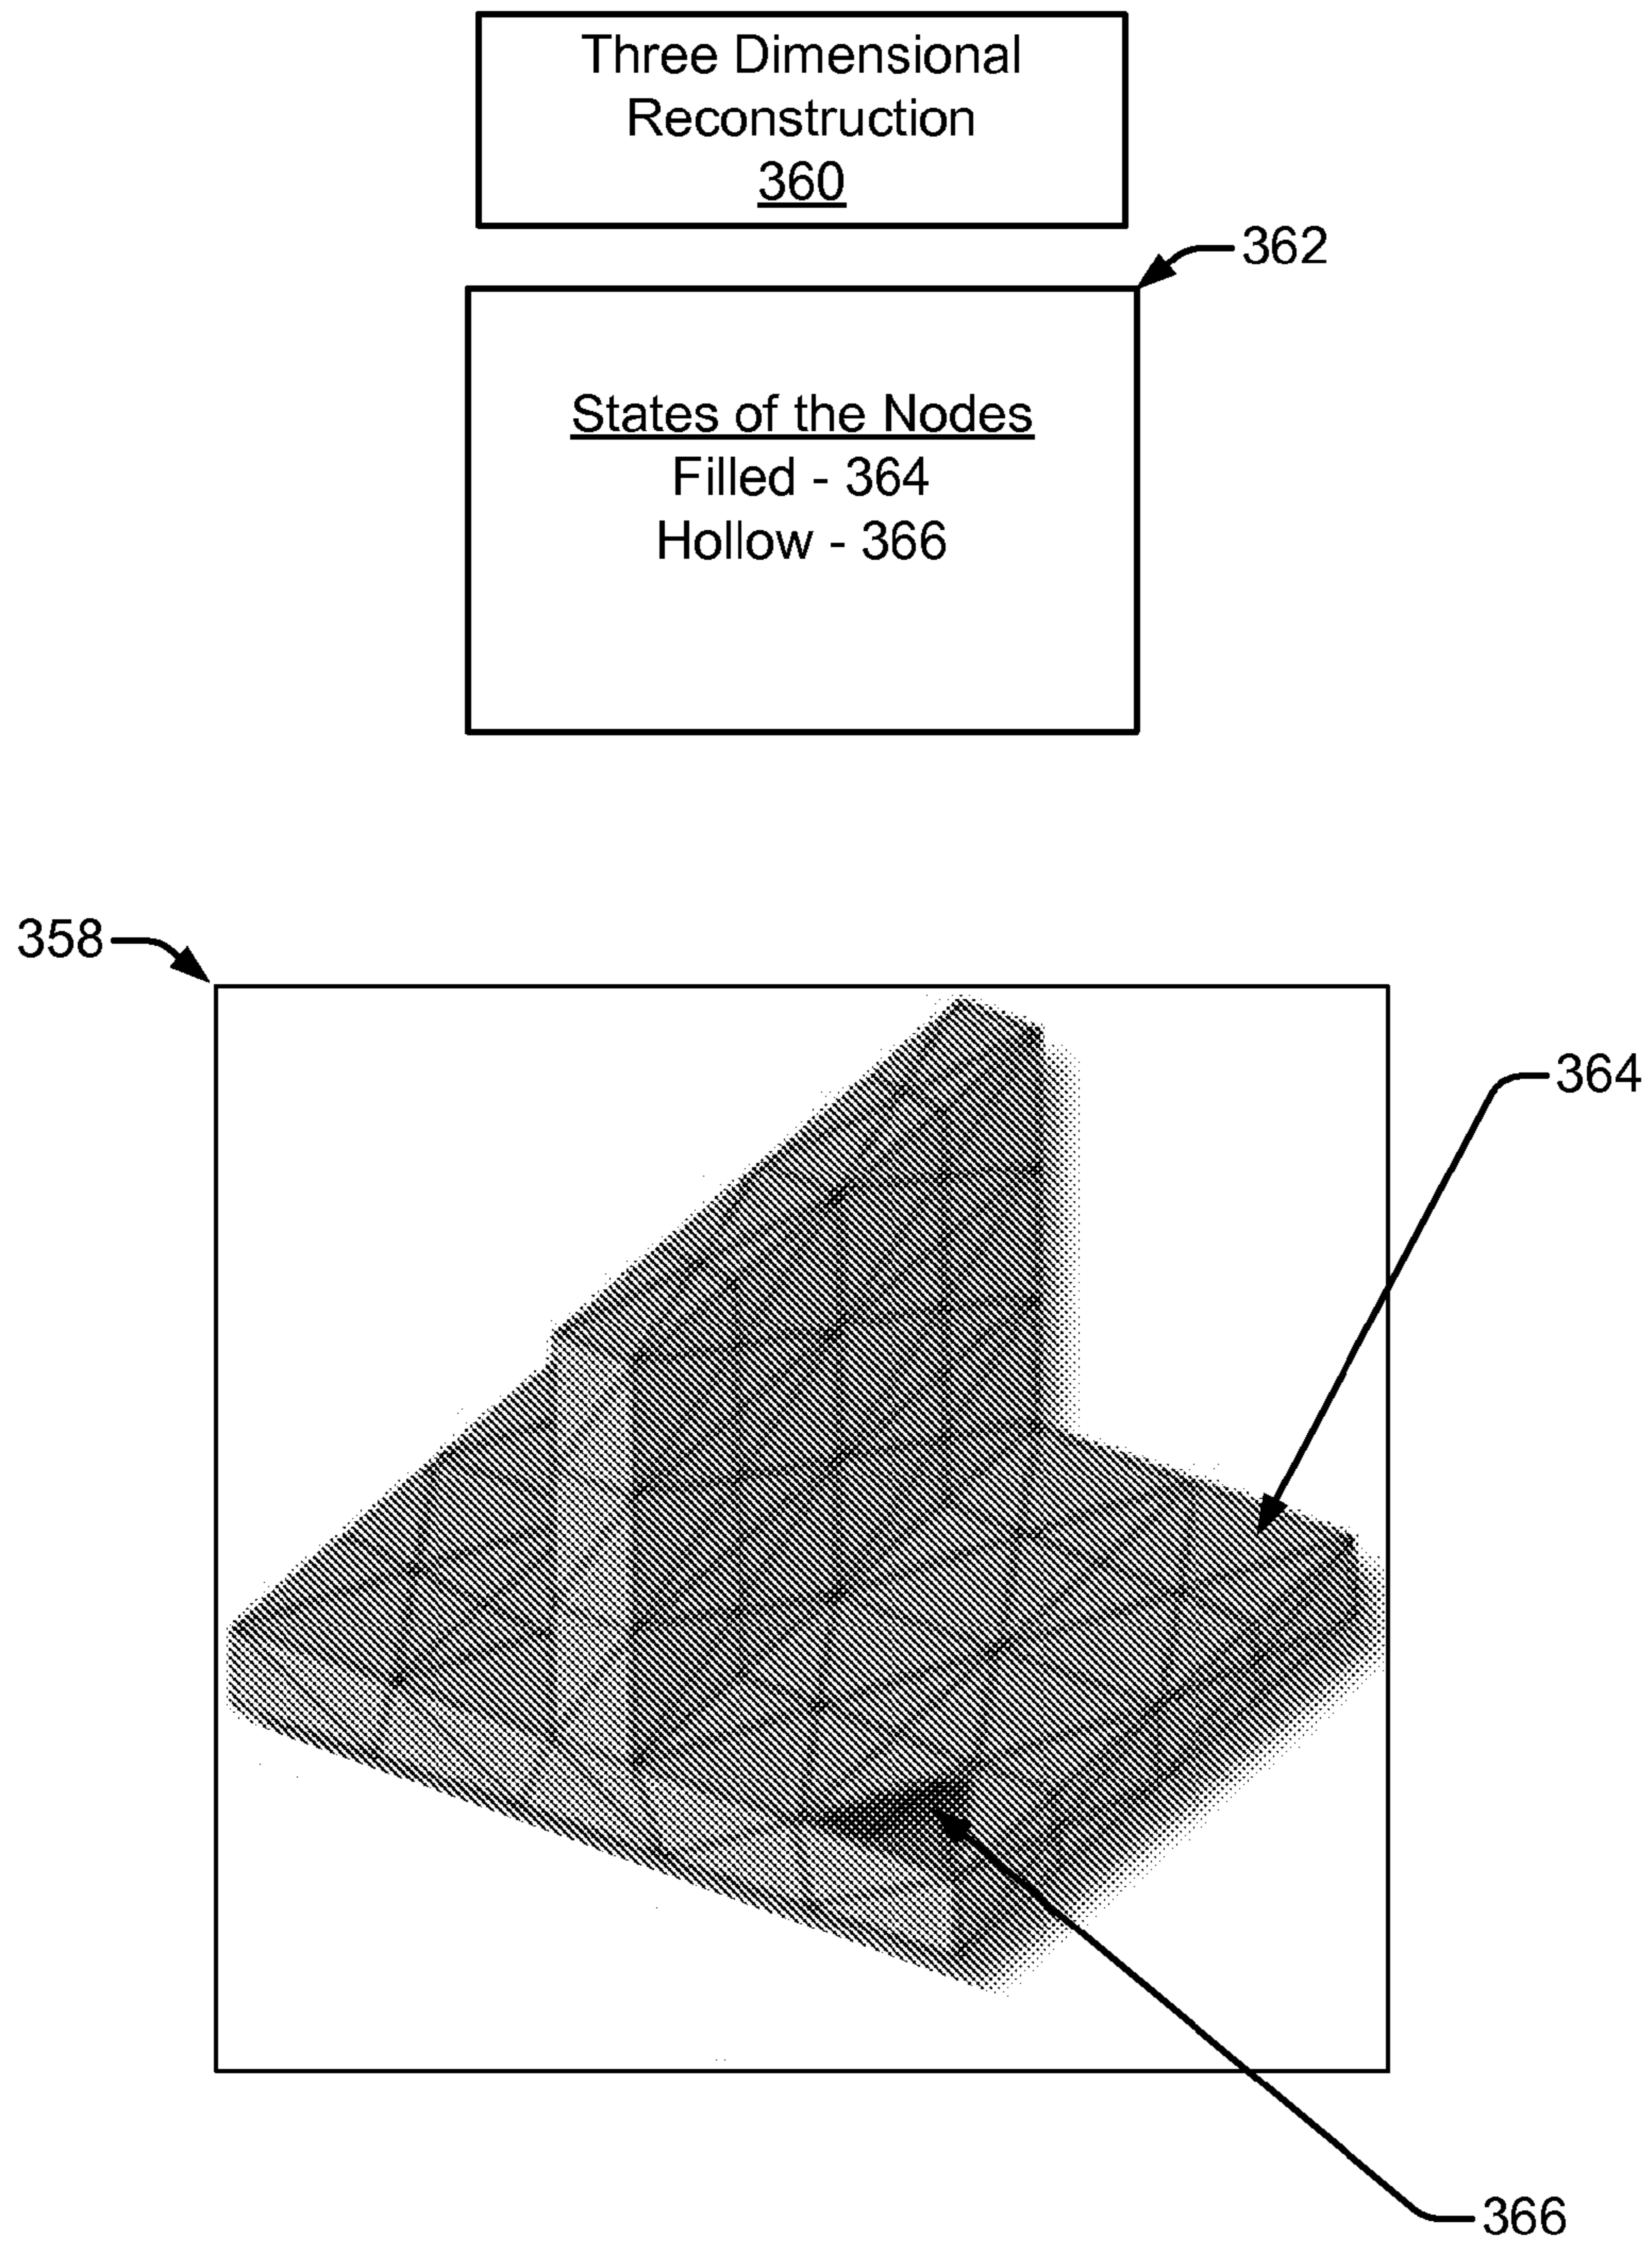 Three Dimensional
Reconstruction
360
362
States of the Nodes
Filled - 364
Hollow - 366
358
364
366